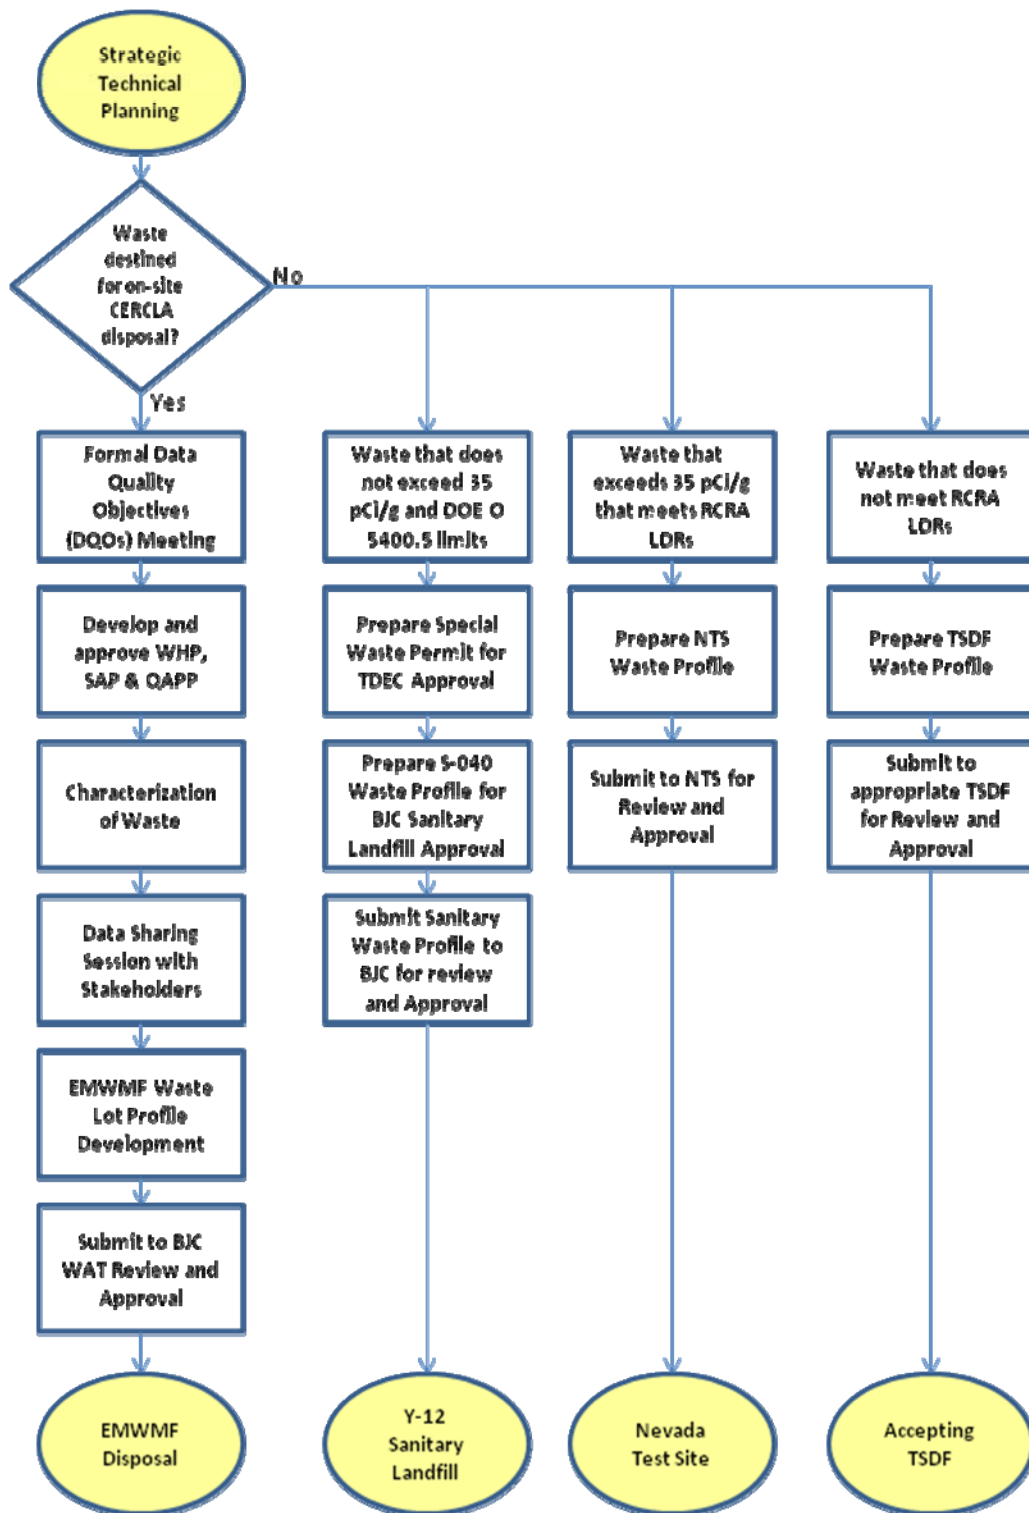 Strategic
Technical
Planning
Waste
destined
for on-site
CERCLA
disposal?
No
Yes
Formal Data
Quality
Objectives
(DQOs) Meeting
Waste that does
not exceed 35
pCi/g and DOE O
5400.5 limits
Waste that
exceeds 35 pCi/g
that meets RCRA
LDRs
Waste that does
not meet RCRA
LDRs
Develop and
approve WHP,
SAP & QAPP
Prepare Special
Waste Permit for
TDEC Approval
Prepare NTS
Waste Profile
Prepare TSDF
Waste Profile
Characterization
of Waste
Prepare S-040
Waste Profile for
BJC Sanitary
Landfill Approval
Submit to NTS for
Review and
Approval
Submit to
appropriate TSDF
for Review and
Approval
Data Sharing
Session with
Stakeholders
Submit Sanitary
Waste Profile to
BJC for review
and Approval
EMWMF Waste
Lot Profile
Development
Submit to BJC
WAT Review and
Approval
EMWMF
Disposal
Y-12
Sanitary
Landfill
Nevada
Test Site
Accepting
TSDF